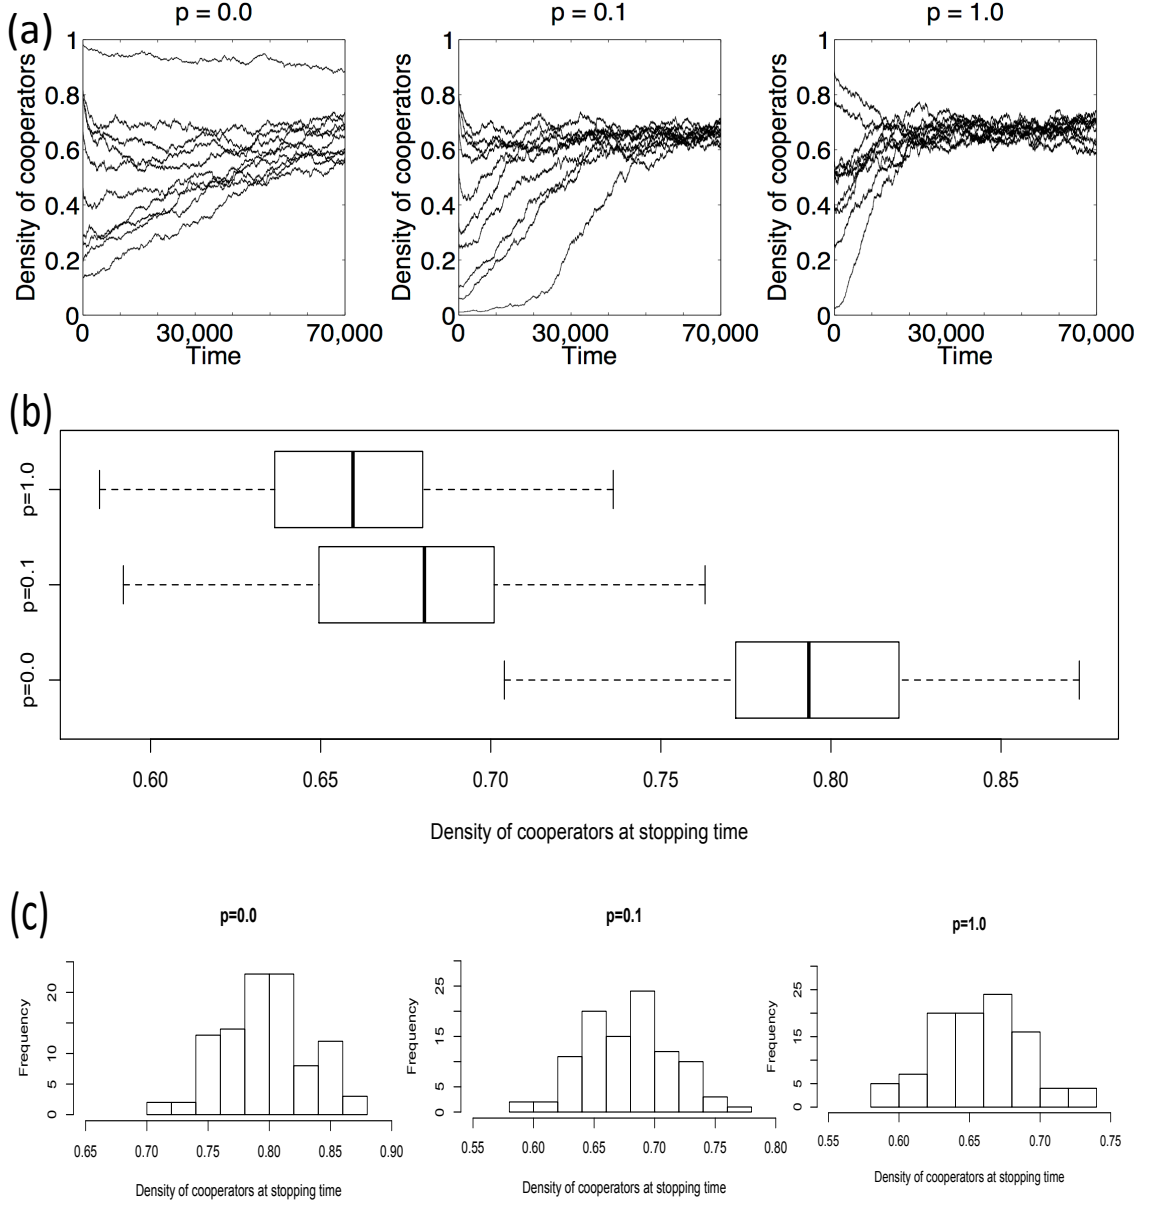 (a)
p = 0.0
p = 0.1
p = 1.0
Density of cooperators
1
0.8
0.6
0.4
0.2
0
0 30,000 70,000
Time
Density of cooperators
1
0.8
0.6
0.4
0.2
0
0 30,000 70,000
Time
Density of cooperators
1
0.8
0.6
0.4
0.2
0
0 30,000 70,000
Time
(b)
p=1.0
p=0.1
p=0.0
0.60 0.65 0.70 0.75 0.80 0.85
Density of cooperators at stopping time
(c)
p=0.0
Frequency
20
10
5
0
0.65 0.70 0.75 0.80 0.85 0.90
Density of cooperators at stopping time
p=0.1
Frequency
25
15
5
0
0.55 0.60 0.65 0.70 0.75 0.80
Density of cooperators at stopping time
p=1.0
Frequency
25
15
5
0
0.55 0.60 0.65 0.70 0.75
Density of cooperators at stopping time